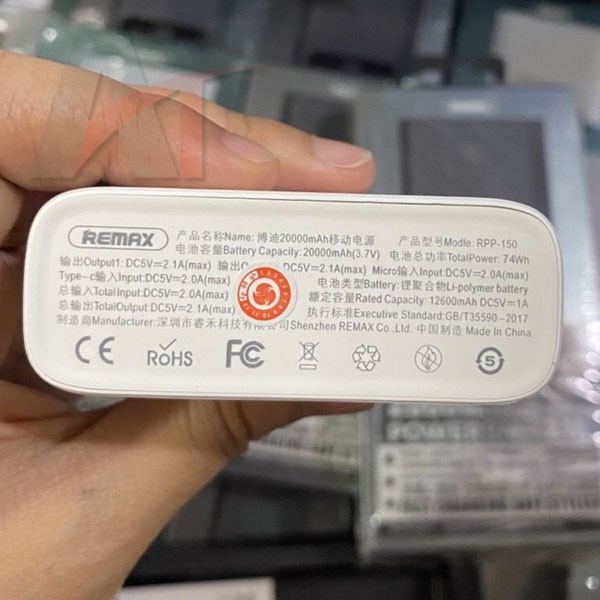 REMAX
产品名称Name: 博迪20000mAh移动电源 产品型号Modle: RPP-150
电池容量Battery Capacity: 20000mAh(3.7V) 电池总功率TotalPower: 74Wh
输出Output1: DC5V⎓2.1A(max) 输出 DC5V⎓2.1A(max) Micro输入Input:DC5V⎓2.0A(max)
Type-c输入Input:DC5V⎓2.0A(max) 电池类型Battery: 锂聚合物Li-polymer battery
总输入TotalInput:DC5V⎓2.0A(max) 额定容量Rated Capacity: 12600mAh DC5V⎓1A
总输出TotalOutput:DC5V⎓2.1A(max) 执行标准Executive Standard:GB/T35590-2017
制造商Manufacturer: 深圳市睿禾科技 司Shenzhen REMAX Co.,Ltd. 中国制造 Made In China
CE RoHS FC 5
POWER